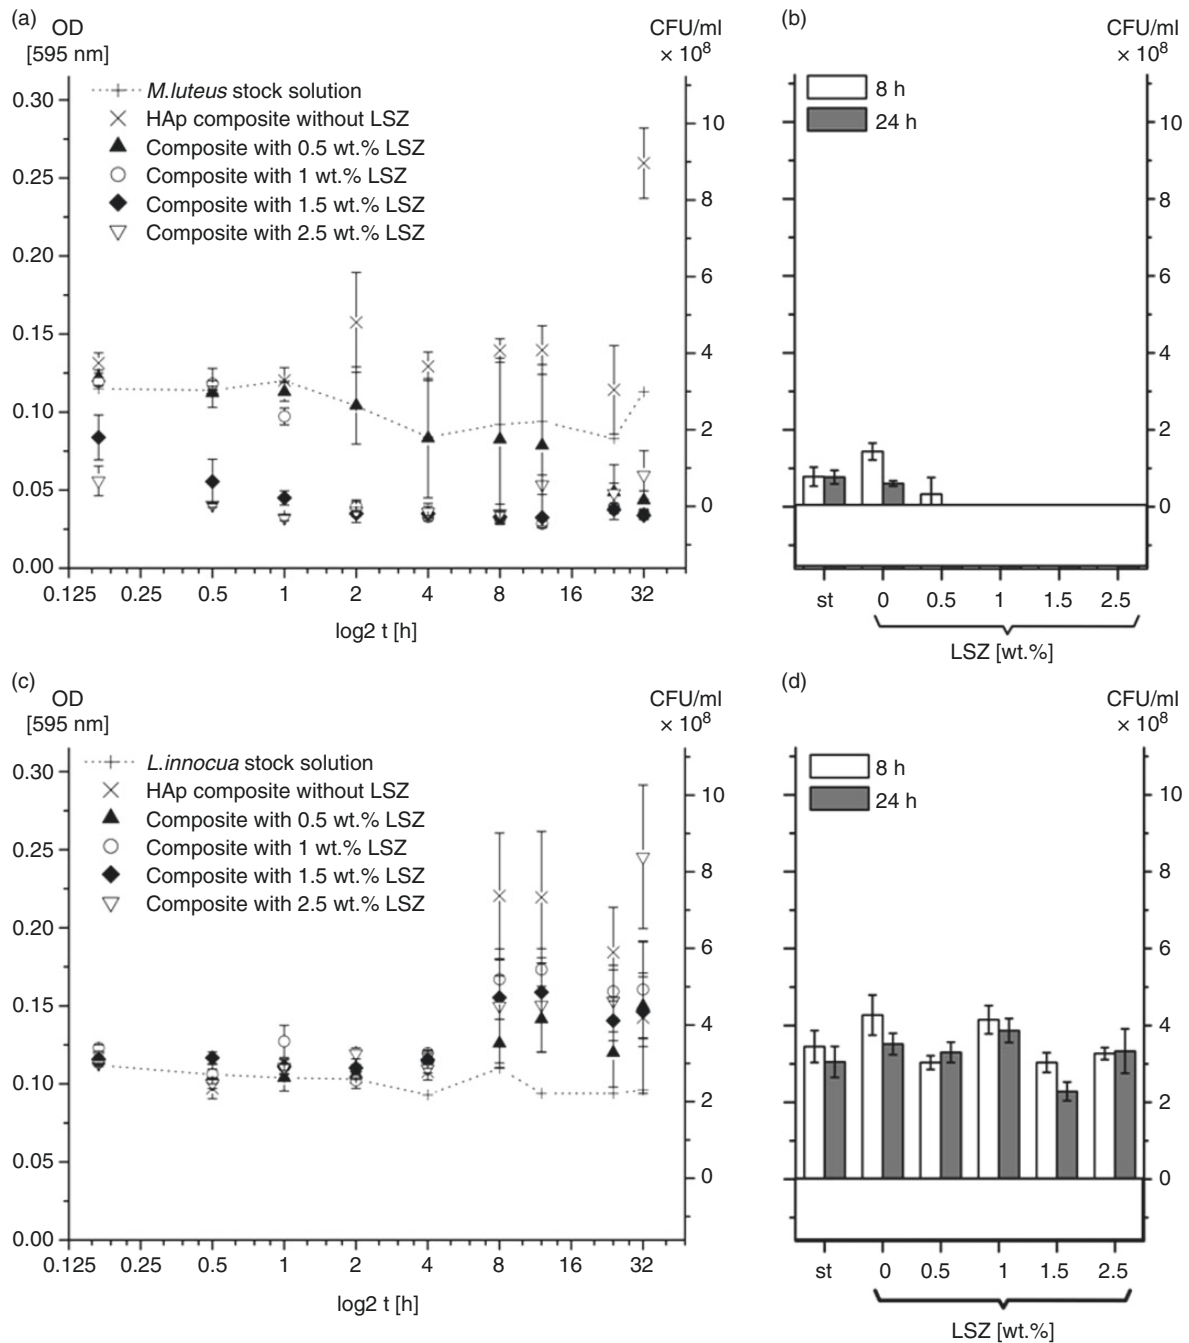 (a)
OD
[595 nm]
CFU/ml
× 10⁸
M.luteus stock solution
HAp composite without LSZ
Composite with 0.5 wt.% LSZ
Composite with 1 wt.% LSZ
Composite with 1.5 wt.% LSZ
Composite with 2.5 wt.% LSZ
0.30
0.25
0.20
0.15
0.10
0.05
0.00
10
8
6
4
2
0
0.125 0.25 0.5 1 2 4 8 16 32
log2 t [h]
(b)
CFU/ml
× 10⁸
8 h
24 h
10
8
6
4
2
0
st 0 0.5 1 1.5 2.5
LSZ [wt.%]
(c)
OD
[595 nm]
CFU/ml
× 10⁸
L.innocua stock solution
HAp composite without LSZ
Composite with 0.5 wt.% LSZ
Composite with 1 wt.% LSZ
Composite with 1.5 wt.% LSZ
Composite with 2.5 wt.% LSZ
0.30
0.25
0.20
0.15
0.10
0.05
0.00
10
8
6
4
2
0
0.125 0.25 0.5 1 2 4 8 16 32
log2 t [h]
(d)
CFU/ml
× 10⁸
8 h
24 h
10
8
6
4
2
0
st 0 0.5 1 1.5 2.5
LSZ [wt.%]